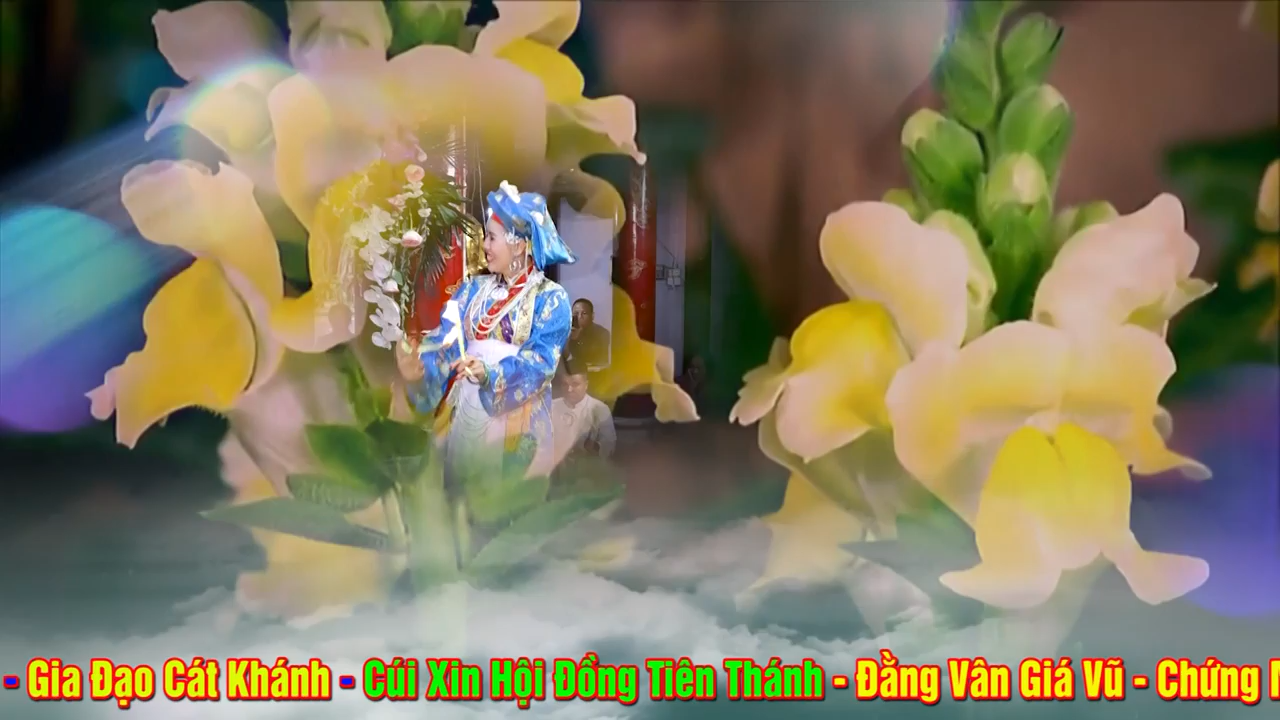 - Gia Đạo Cát Khánh - Cúi Xin Hội Đồng Tiên Thánh - Đằng Vân Giá Vũ - Chứng